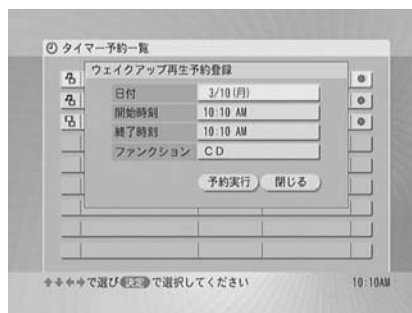 タイマー予約一覧
ウェイクアップ再生予約登録
日付 3/10(月)
開始時刻 10:10 AM
終了時刻 10:10 AM
ファンクション CD
予約実行 閉じる
で選び 決定 で選択してください 10:10AM